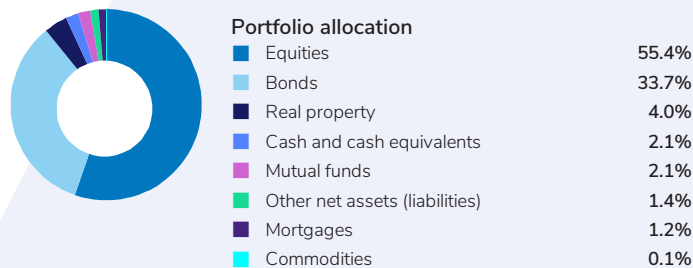 Portfolio allocation
Equities 55.4%
Bonds 33.7%
Real property 4.0%
Cash and cash equivalents 2.1%
Mutual funds 2.1%
Other net assets (liabilities) 1.4%
Mortgages 1.2%
Commodities 0.1%